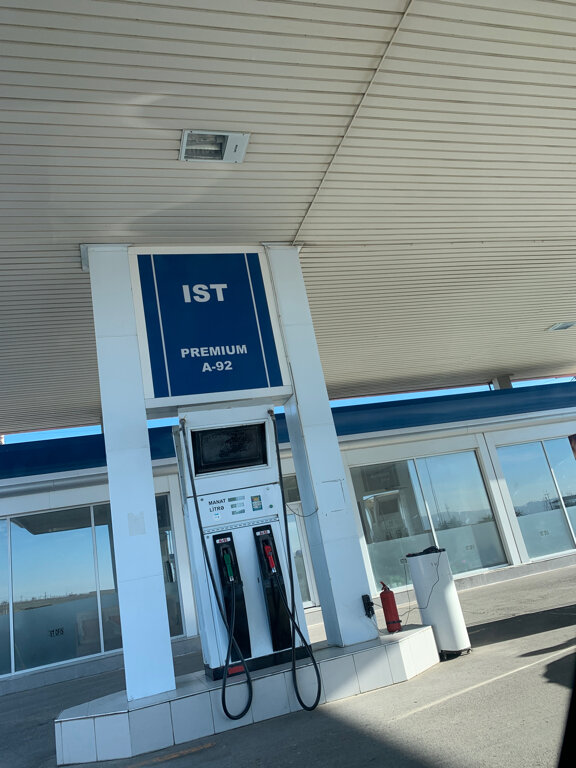 IST
PREMIUM
A-92
MANAT
LİTRƏ